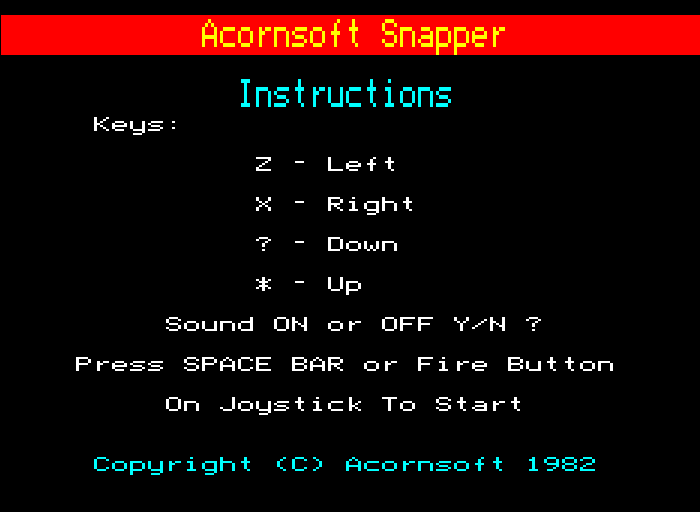 Acornsoft Snapper
Instructions
Keys:
Z - Left
X - Right
? - Down
* - Up
Sound ON or OFF Y/N ?
Press SPACE BAR or Fire Button
On Joystick To Start
Copyright (C) Acornsoft 1982